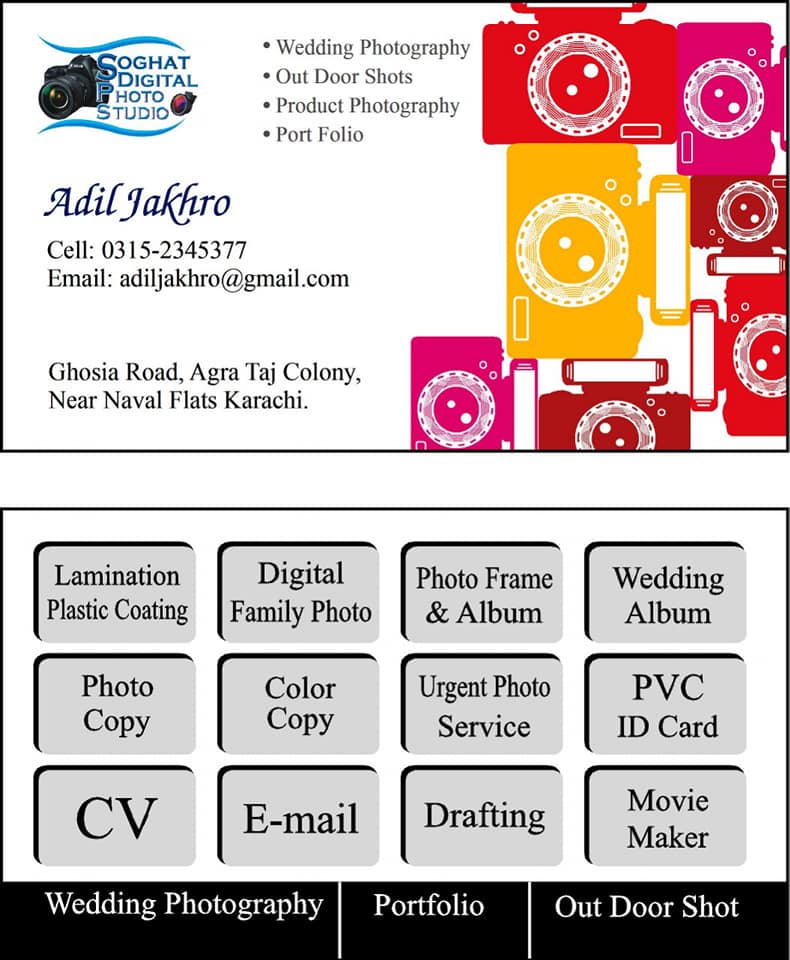 SOGHAT
DIGITAL
PHOTO
STUDIO
• Wedding Photography
• Out Door Shots
• Product Photography
• Port Folio
Adil Jakhro
Cell: 0315-2345377
Email: adiljakhro@gmail.com
Ghosia Road, Agra Taj Colony,
Near Naval Flats Karachi.
Lamination
Plastic Coating
Digital
Family Photo
Photo Frame
& Album
Wedding
Album
Photo
Copy
Color
Copy
Urgent Photo
Service
PVC
ID Card
CV
E-mail
Drafting
Movie
Maker
Wedding Photography
Portfolio
Out Door Shot